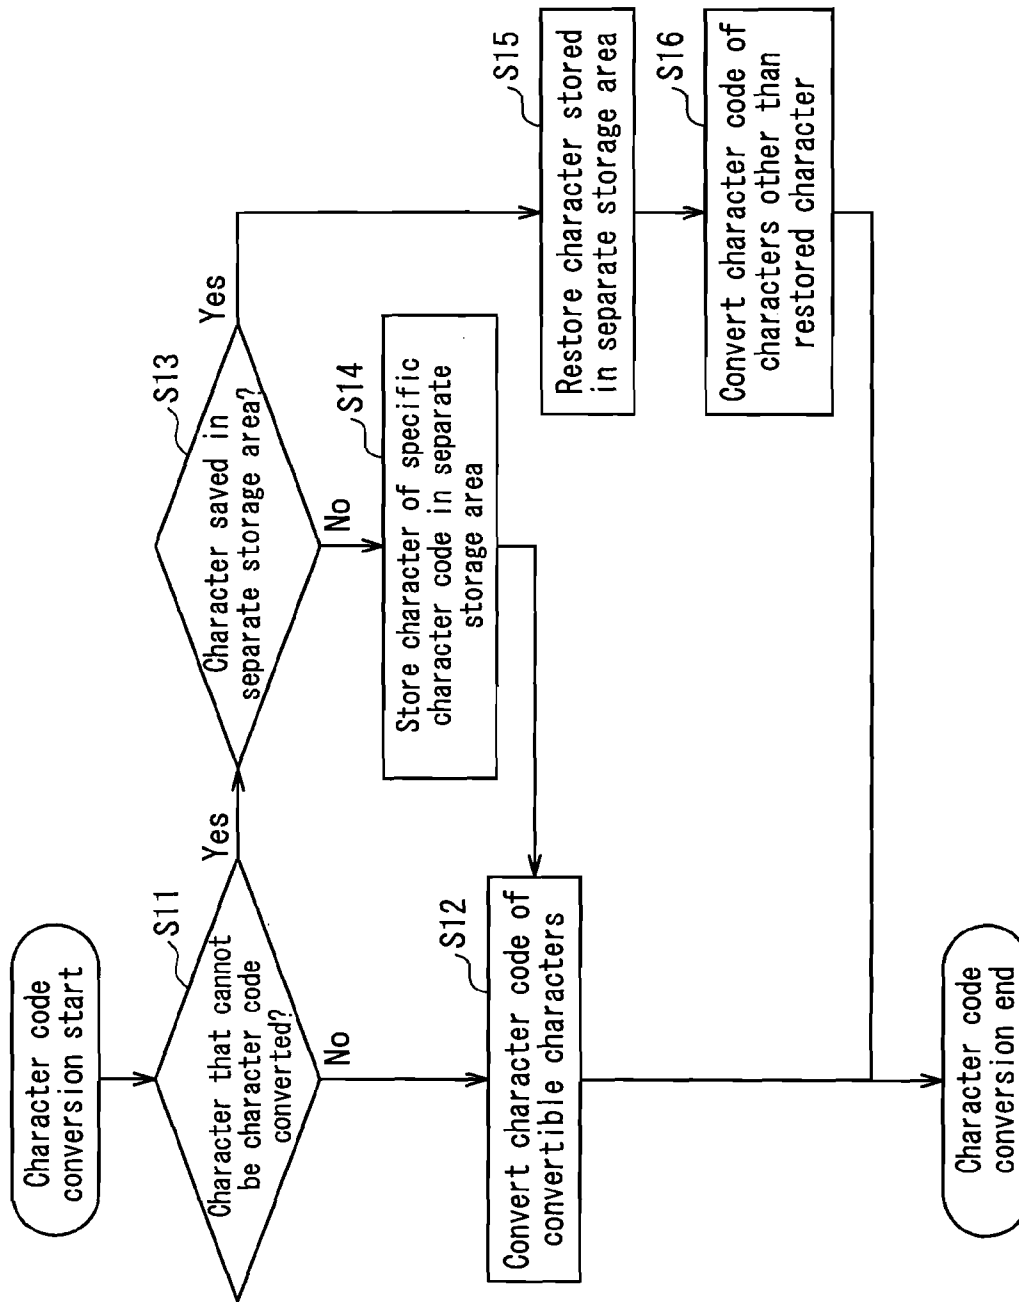 Character code
conversion start
S11
Character that cannot
be character code
converted?
Yes
No
S12
Convert character code of
convertible characters
S13
Character saved in
separate storage area?
Yes
No
S14
Store character of specific
character code in separate
storage area
S15
Restore character stored
in separate storage area
S16
Convert character code of
characters other than
restored character
Character code
conversion end